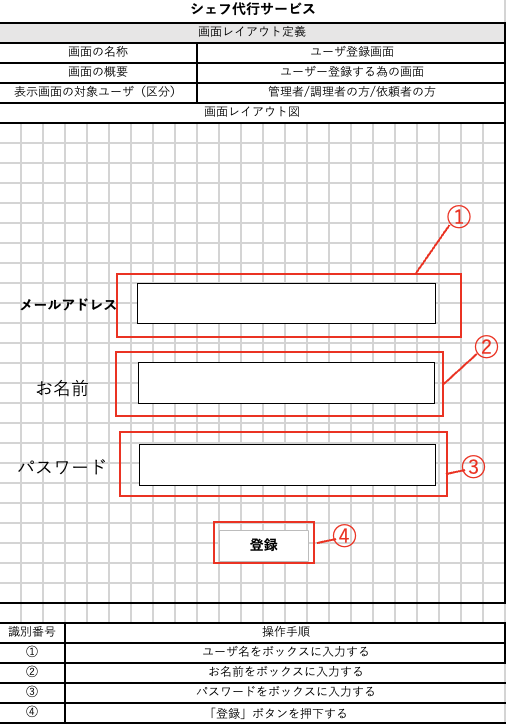 シェフ代行サービス
画面レイアウト定義
画面の名称 ユーザ登録画面
画面の概要 ユーザー登録する為の画面
表示画面の対象ユーザ（区分） 管理者/調理者の方/依頼者の方
画面レイアウト図
①
メールアドレス
②
お名前
パスワード ③
登録 ④
識別番号 操作手順
① ユーザ名をボックスに入力する
② お名前をボックスに入力する
③ パスワードをボックスに入力する
④ 「登録」ボタンを押下する